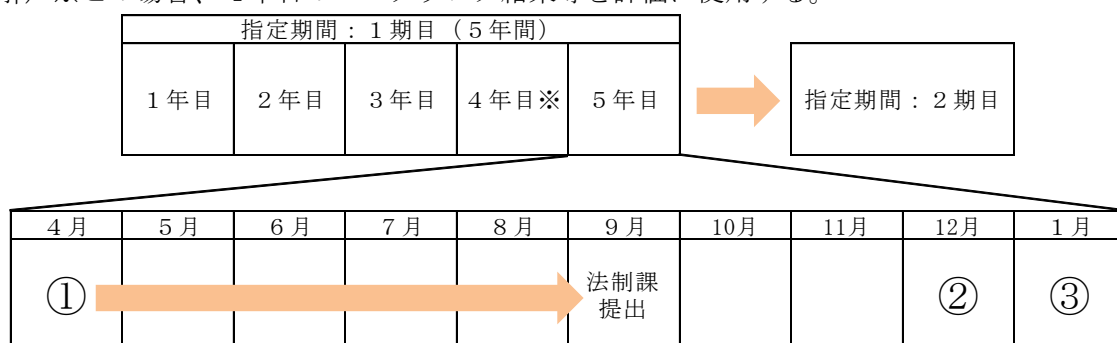 指定期間：１期目（５年間）
１年目 ２年目 ３年目 ４年目※ ５年目 指定期間：２期目
４月 ５月 ６月 ７月 ８月 ９月 10月 11月 12月 １月
① 法制課 ② ③
提出